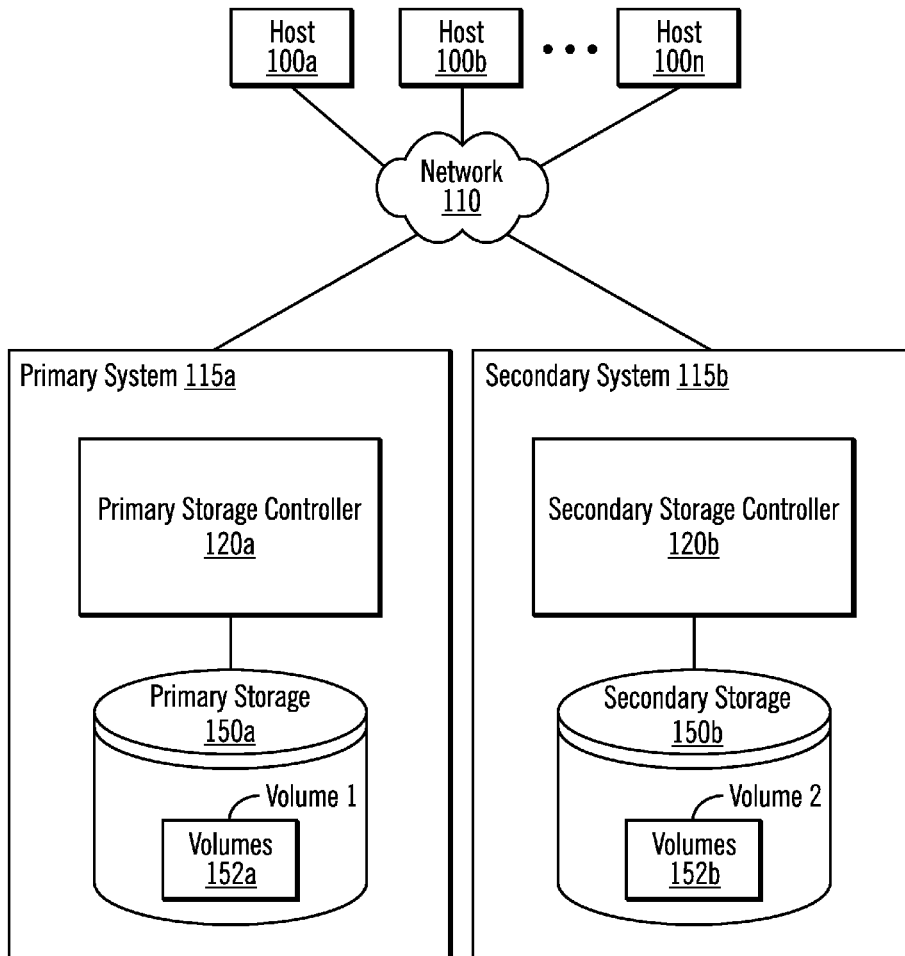 Host
100a
Host
100b
Host
100n
Network
110
Primary System 115a
Secondary System 115b
Primary Storage Controller
120a
Secondary Storage Controller
120b
Primary Storage
150a
Secondary Storage
150b
Volume 1
Volumes
152a
Volume 2
Volumes
152b